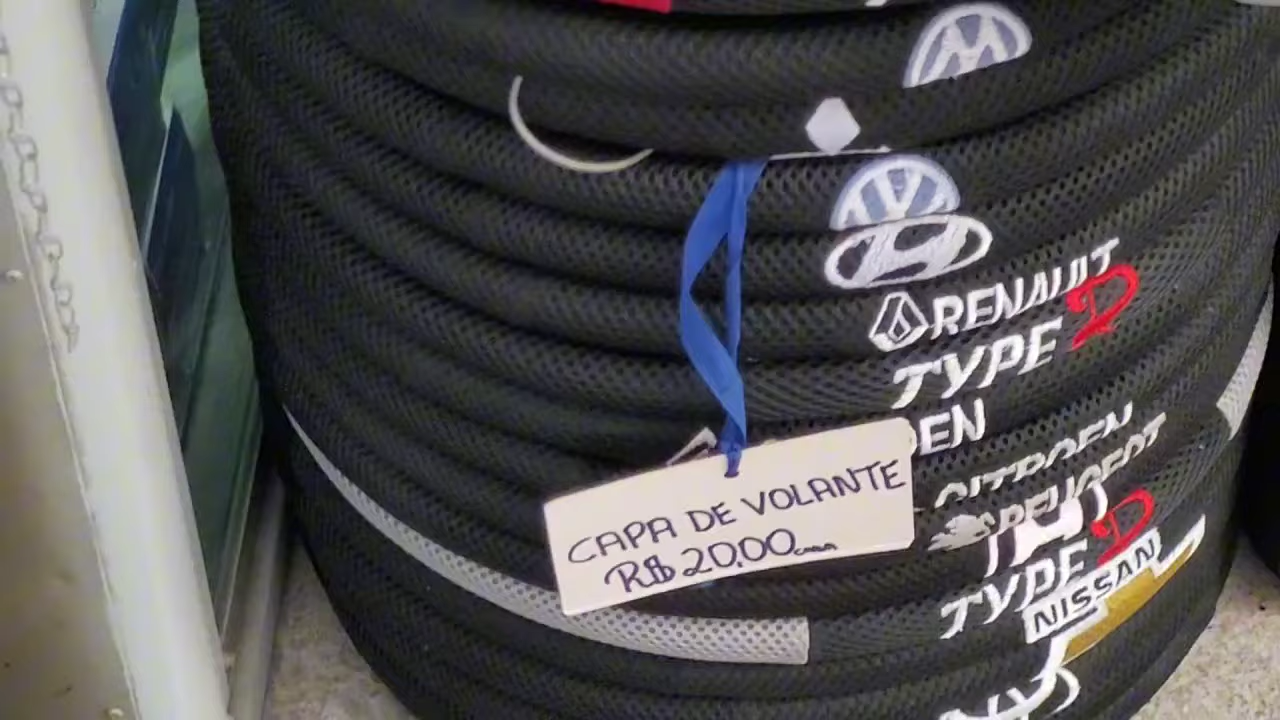 RENAULT
TYPE D
EN
CAPA DE VOLANTE
R$20,00
CITROEN
PEUGEOT
TYPE D
NISSAN